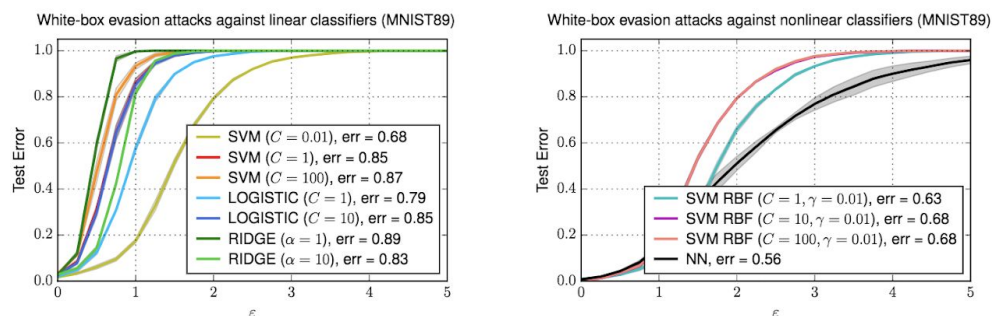 White-box evasion attacks against linear classifiers (MNIST89)
1.0
0.8
0.6
0.4
0.2
0.0
Test Error
0
1
2
3
4
5
ε
SVM (C = 0.01), err = 0.68
SVM (C = 1), err = 0.85
SVM (C = 100), err = 0.87
LOGISTIC (C = 1), err = 0.79
LOGISTIC (C = 10), err = 0.85
RIDGE (α = 1), err = 0.89
RIDGE (α = 10), err = 0.83
White-box evasion attacks against nonlinear classifiers (MNIST89)
1.0
0.8
0.6
0.4
0.2
0.0
Test Error
0
1
2
3
4
5
ε
SVM RBF (C = 1, γ = 0.01), err = 0.63
SVM RBF (C = 10, γ = 0.01), err = 0.68
SVM RBF (C = 100, γ = 0.01), err = 0.68
NN, err = 0.56